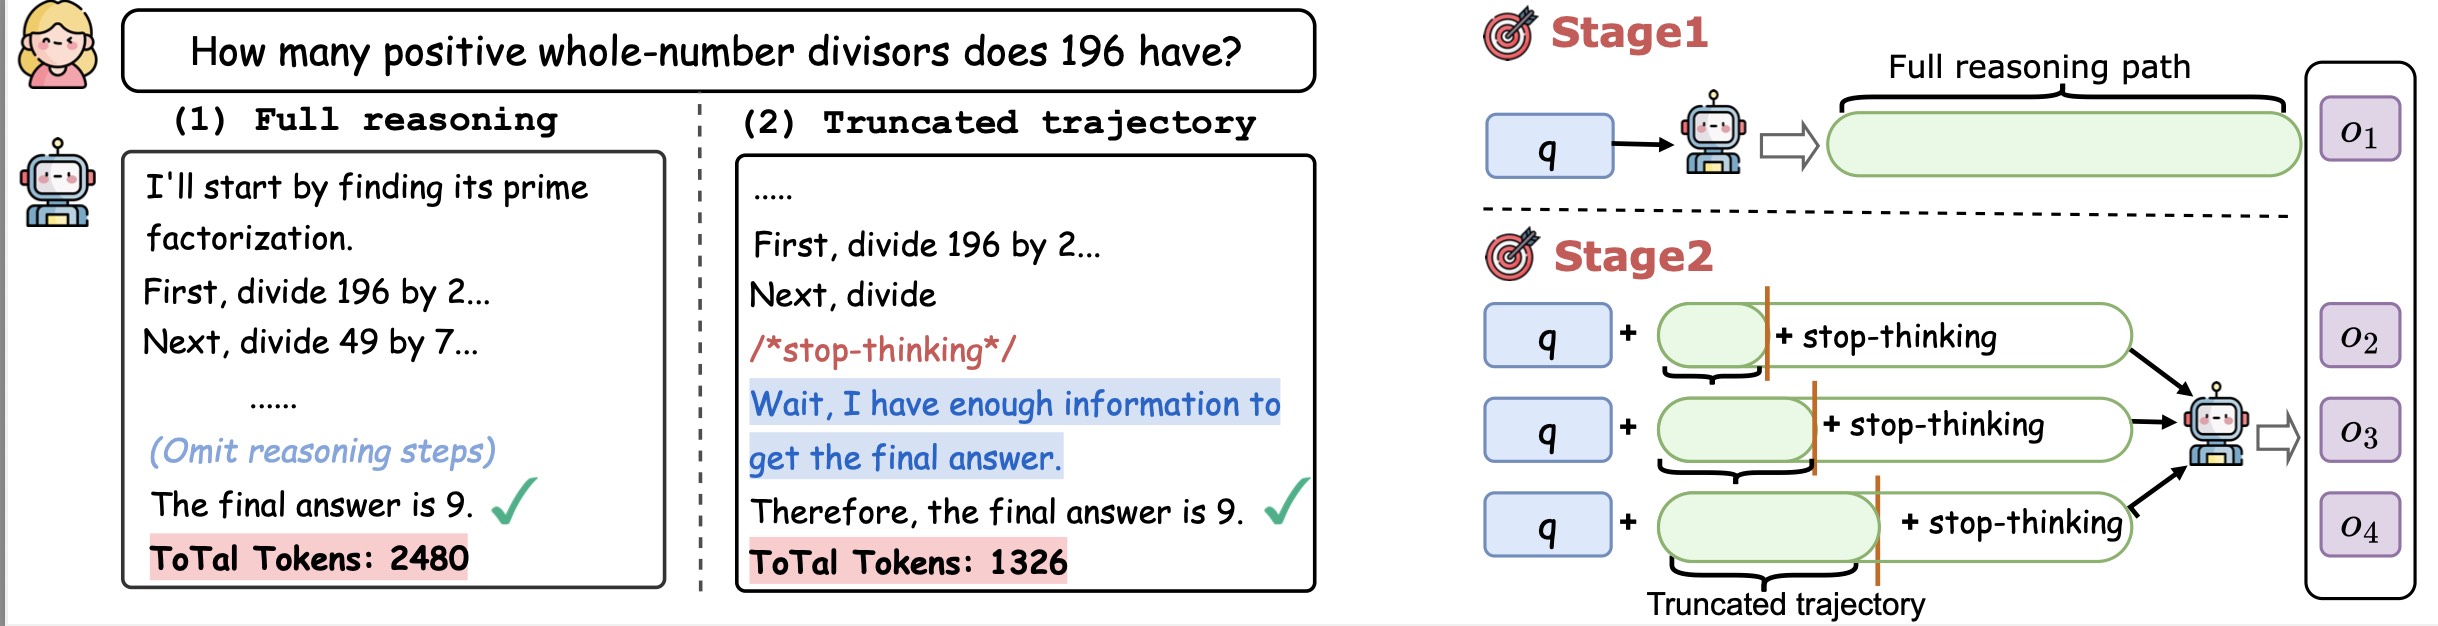 How many positive whole-number divisors does 196 have?
(1) Full reasoning
I'll start by finding its prime
factorization.
First, divide 196 by 2...
Next, divide 49 by 7...
......
(Omit reasoning steps)
The final answer is 9.
ToTal Tokens: 2480
(2) Truncated trajectory
.....
First, divide 196 by 2...
Next, divide
/*stop-thinking*/
Wait, I have enough information to
get the final answer.
Therefore, the final answer is 9.
ToTal Tokens: 1326
Stage1
Full reasoning path
q
o1
Stage2
q + + stop-thinking
o2
q + + stop-thinking
o3
q + + stop-thinking
o4
Truncated trajectory